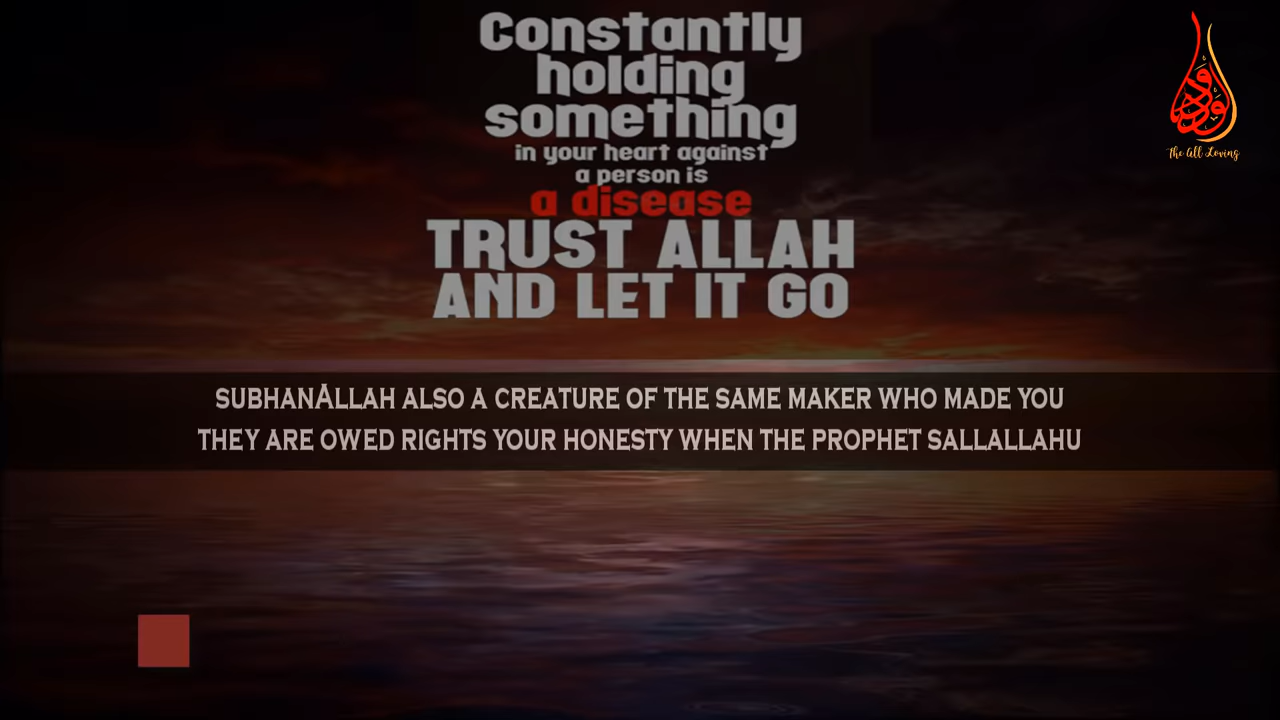 Constantly
holding
something
in your heart against
a person is
a disease
TRUST ALLAH
AND LET IT GO
The All Loving
SUBHANALLAH ALSO A CREATURE OF THE SAME MAKER WHO MADE YOU
THEY ARE OWED RIGHTS YOUR HONESTY WHEN THE PROPHET SALLALLAHU